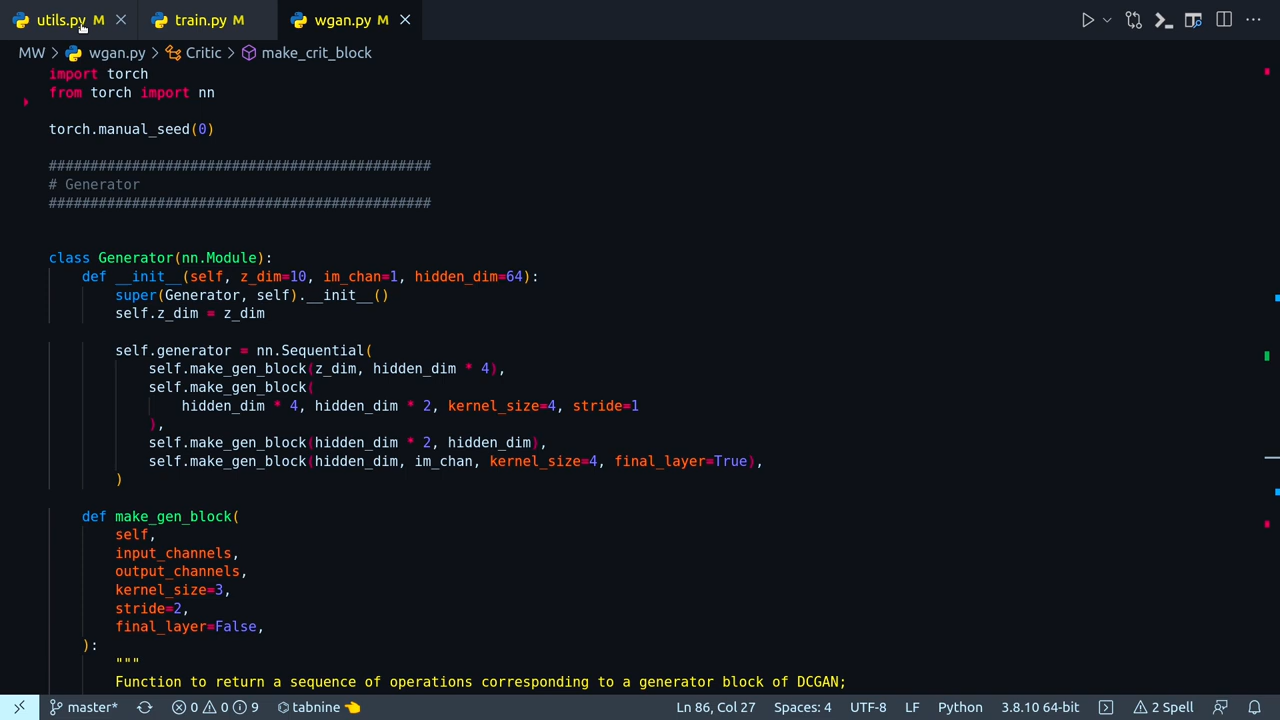 utils.py M
train.py M
wgan.py M
MW > wgan.py > Critic > make_crit_block
import torch
from torch import nn
torch.manual_seed(0)
##############################################
# Generator
##############################################
class Generator(nn.Module):
def __init__(self, z_dim=10, im_chan=1, hidden_dim=64):
super(Generator, self).__init__()
self.z_dim = z_dim
self.generator = nn.Sequential(
self.make_gen_block(z_dim, hidden_dim * 4),
self.make_gen_block(
hidden_dim * 4, hidden_dim * 2, kernel_size=4, stride=1
),
self.make_gen_block(hidden_dim * 2, hidden_dim),
self.make_gen_block(hidden_dim, im_chan, kernel_size=4, final_layer=True),
)
def make_gen_block(
self,
input_channels,
output_channels,
kernel_size=3,
stride=2,
final_layer=False,
):
"""
Function to return a sequence of operations corresponding to a generator block of DCGAN;
master* 0 0 9 tabnine Ln 86, Col 27 Spaces: 4 UTF-8 LF Python 3.8.10 64-bit 2 Spell